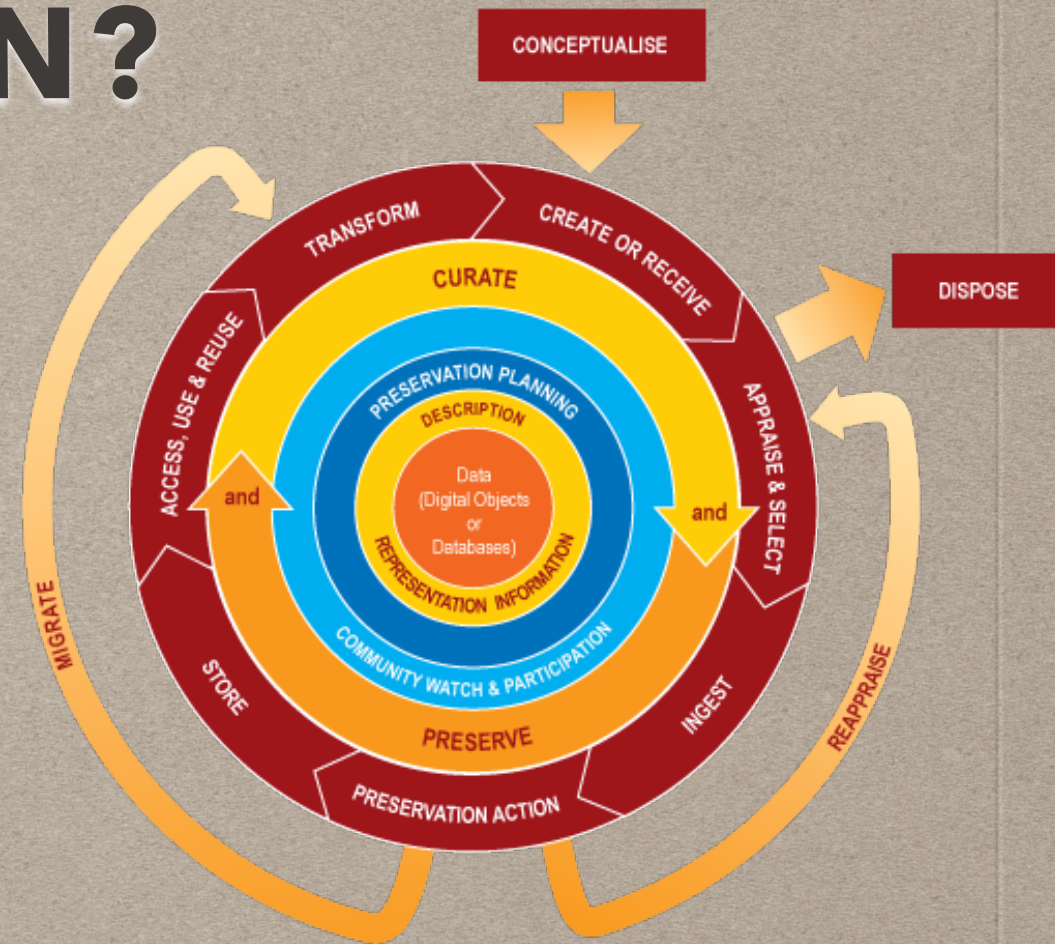 N?
CONCEPTUALISE
TRANSFORM
CREATE OR RECEIVE
CURATE
DISPOSE
ACCESS, USE & REUSE
PRESERVATION PLANNING
DESCRIPTION
APPRAISE & SELECT
Data
(Digital Objects
or
Databases)
and
and
REPRESENTATION INFORMATION
COMMUNITY WATCH & PARTICIPATION
MIGRATE
STORE
INGEST
REAPPRAISE
PRESERVE
PRESERVATION ACTION